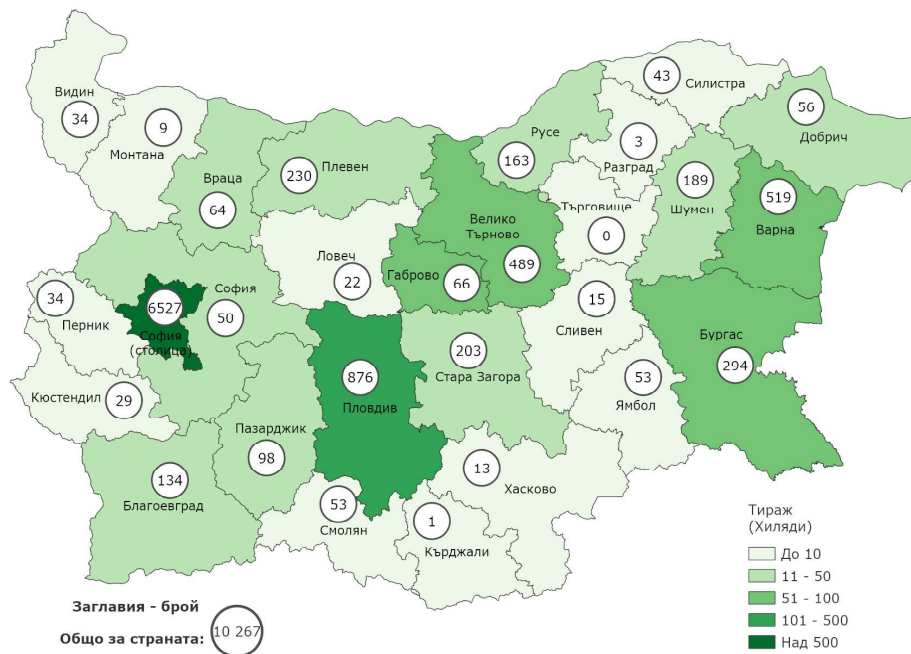 Видин
34
9
Монтана
Враца
64
Плевен
230
Русе
163
43
Силистра
3
Разград
56
Добрич
189
Шумен
519
Варна
Търговище
0
Велико
Търново
489
Габрово
66
Ловеч
22
София
50
6527
София
(столица)
34
Перник
Кюстендил
29
876
Пловдив
203
Стара Загора
15
Сливен
Бургас
294
53
Ямбол
Пазарджик
98
134
Благоевград
53
Смолян
13
Хасково
1
Кърджали
Тираж
(Хиляди)
До 10
11 - 50
51 - 100
101 - 500
Над 500
Заглавия - брой
Общо за страната: 10 267